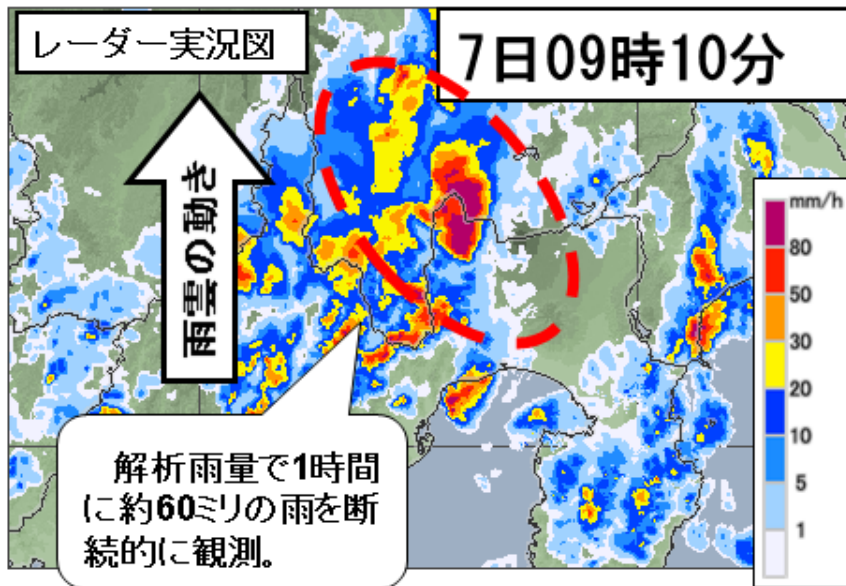 レーダー実況図
7日09時10分
雨雲の動き
mm/h
80
50
30
20
10
5
1
解析雨量で1時間
に約60ミリの雨を断
続的に観測。